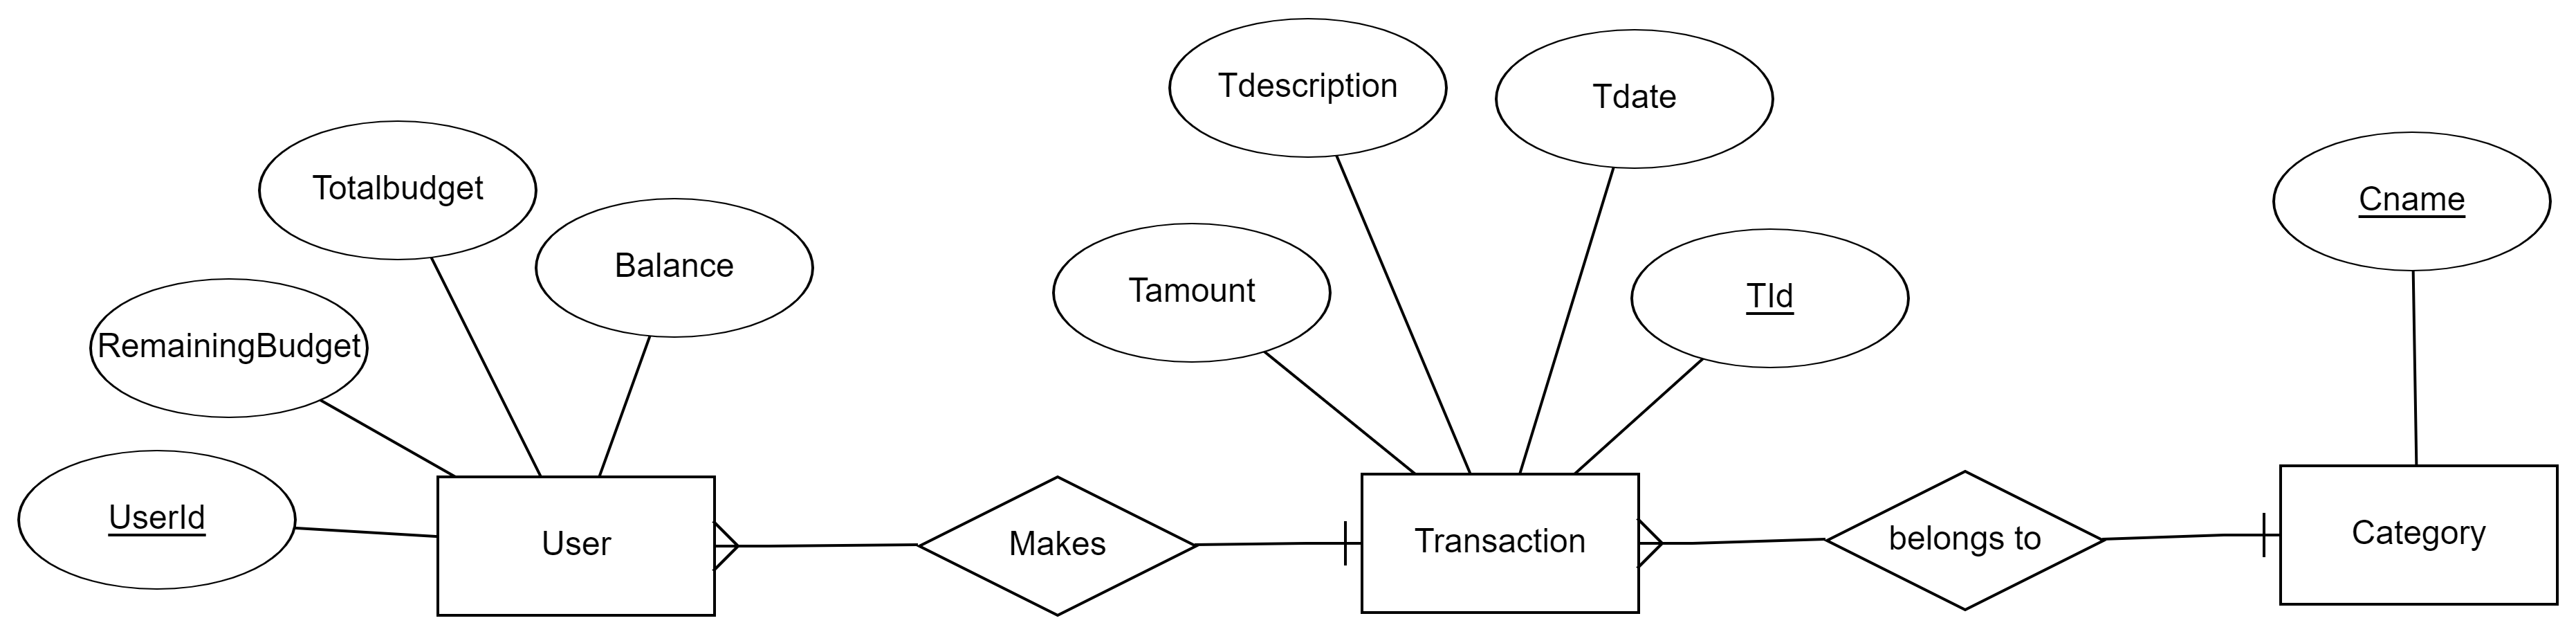 Tdescription
Tdate
Totalbudget
Cname
Balance
Tamount
TId
RemainingBudget
UserId
User
Makes
Transaction
belongs to
Category